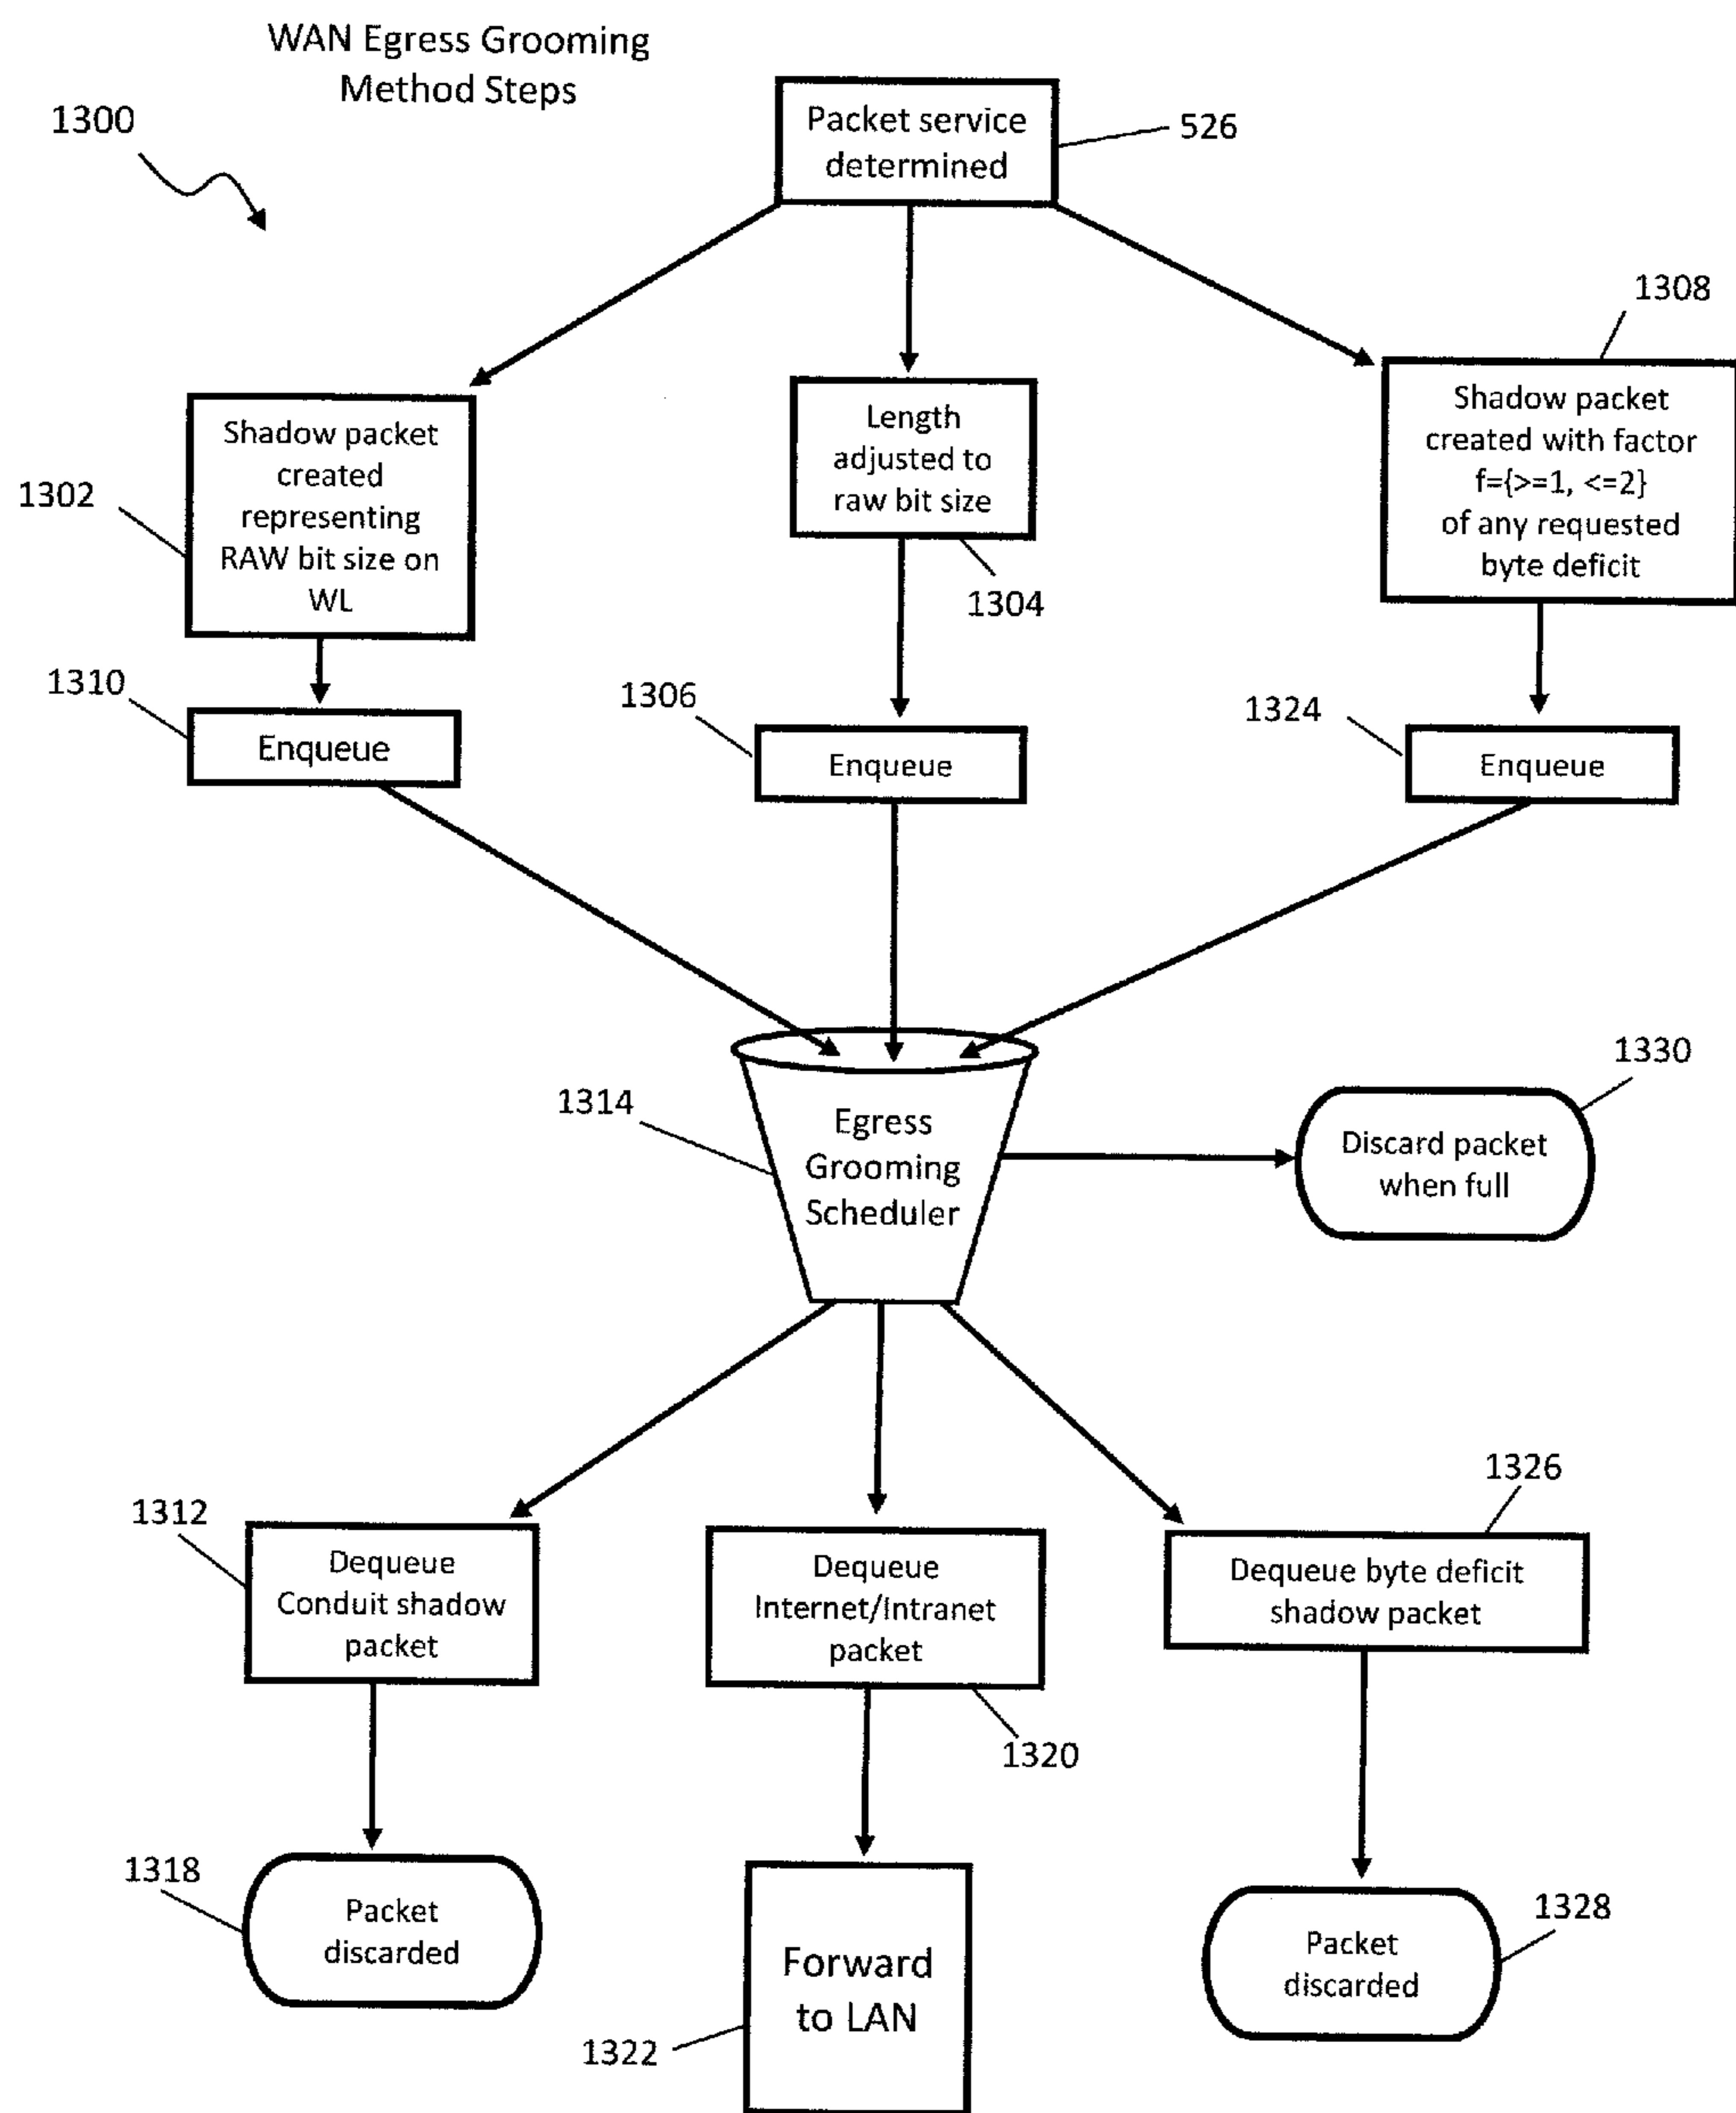 WAN Egress Grooming
Method Steps
1300
Packet service
determined
526
1308
Shadow packet
created
representing
RAW bit size on
WL
1302
Length
adjusted to
raw bit size
1304
Shadow packet
created with factor
f={>=1, <=2}
of any requested
byte deficit
1310
Enqueue
1306
Enqueue
1324
Enqueue
1314
Egress
Grooming
Scheduler
1330
Discard packet
when full
1312
Dequeue
Conduit shadow
packet
Dequeue
Internet/Intranet
packet
1320
1326
Dequeue byte deficit
shadow packet
1318
Packet
discarded
Forward
to LAN
1322
1328
Packet
discarded